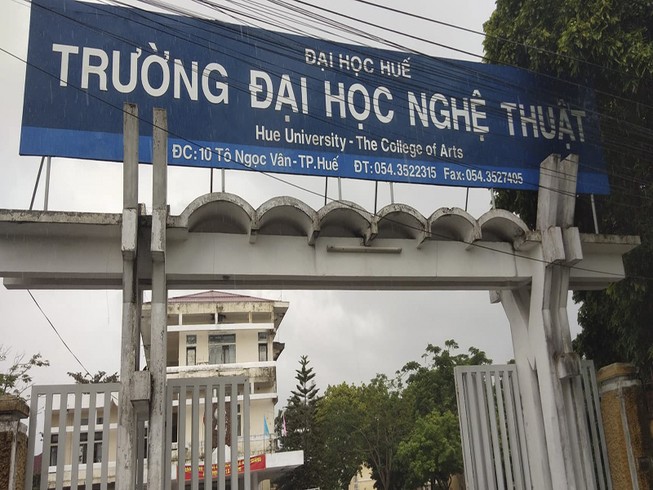 ĐẠI HỌC HUẾ
TRƯỜNG ĐẠI HỌC NGHỆ THUẬT
Hue University - The College of Arts
ĐC: 10 Tô Ngọc Vân-TP.Huế ĐT: 054.3522315 Fax: 054.3527405